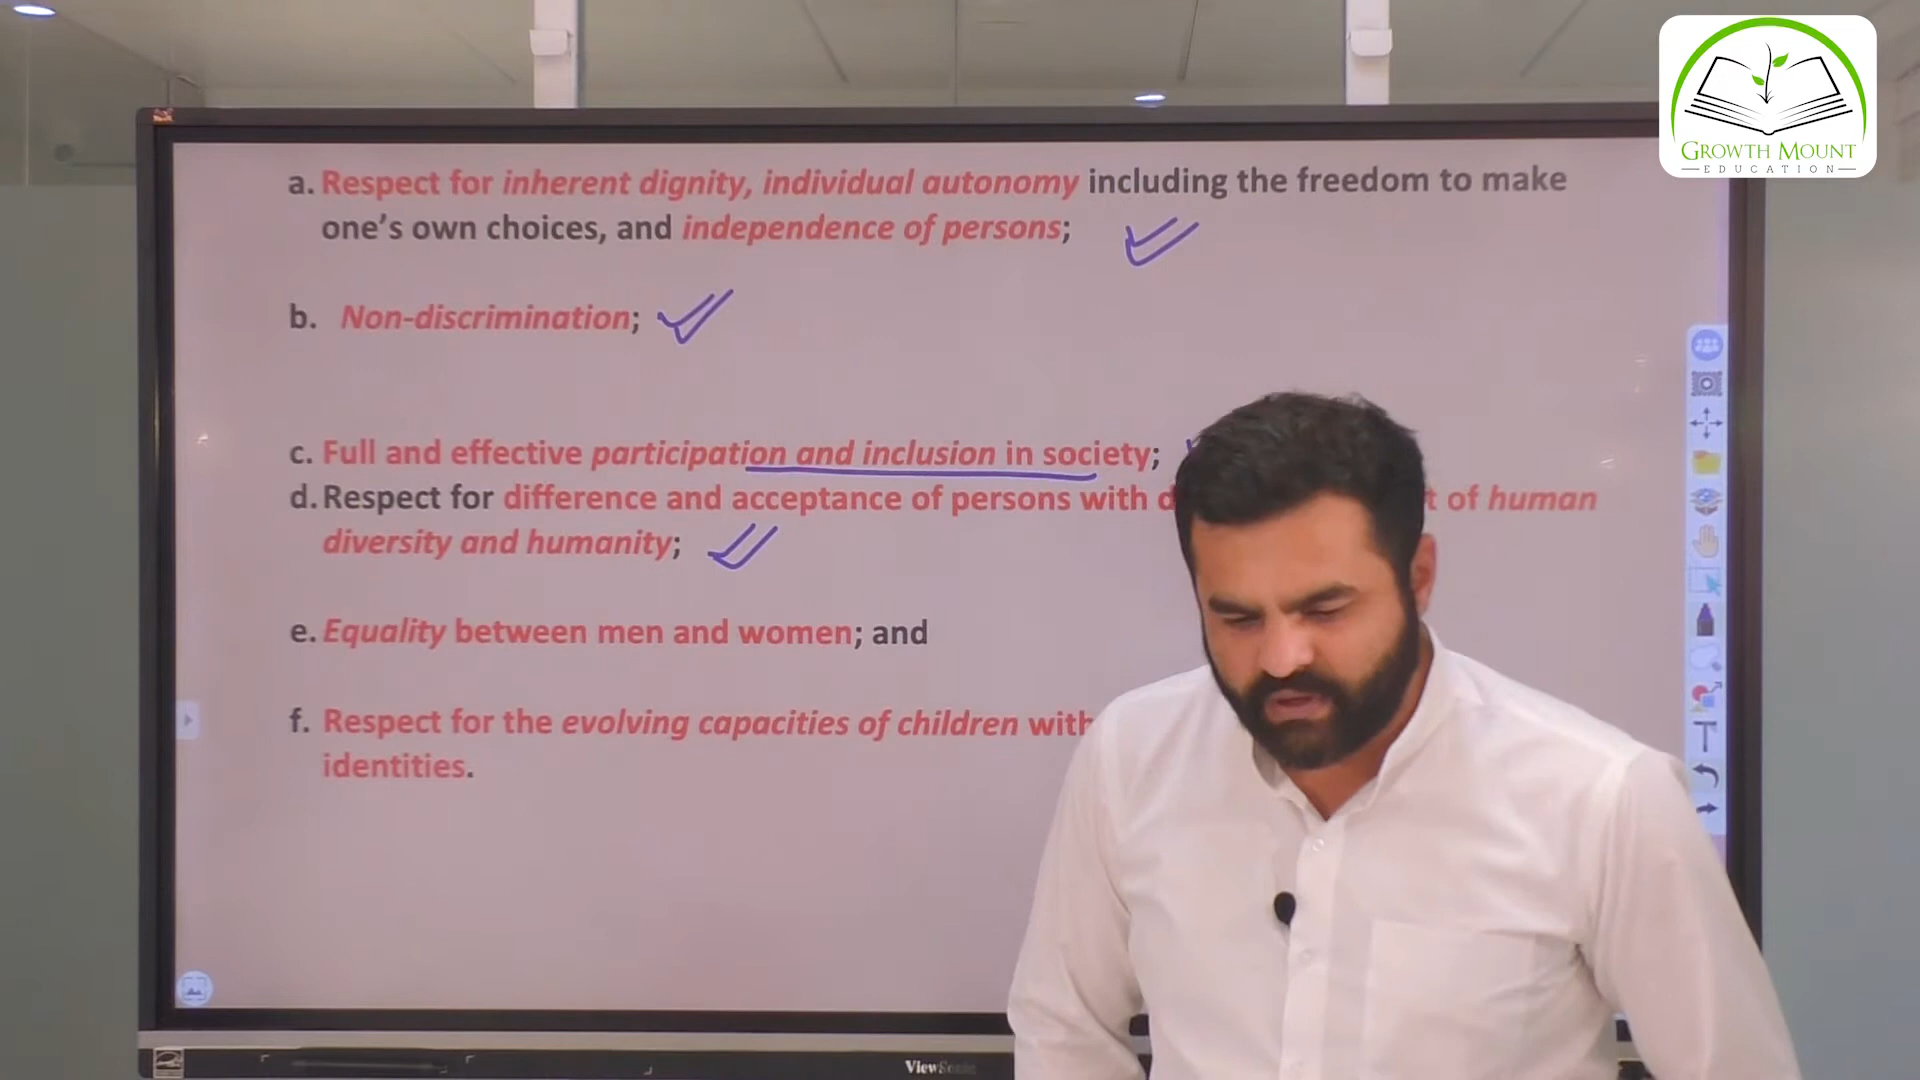 GROWTH MOUNT
EDUCATION
a. Respect for inherent dignity, individual autonomy including the freedom to make
one's own choices, and independence of persons;
b. Non-discrimination;
c. Full and effective participation and inclusion in society;
d. Respect for difference and acceptance of persons with of human
diversity and humanity;
e. Equality between men and women; and
f. Respect for the evolving capacities of children with
identities.
ViewSonic